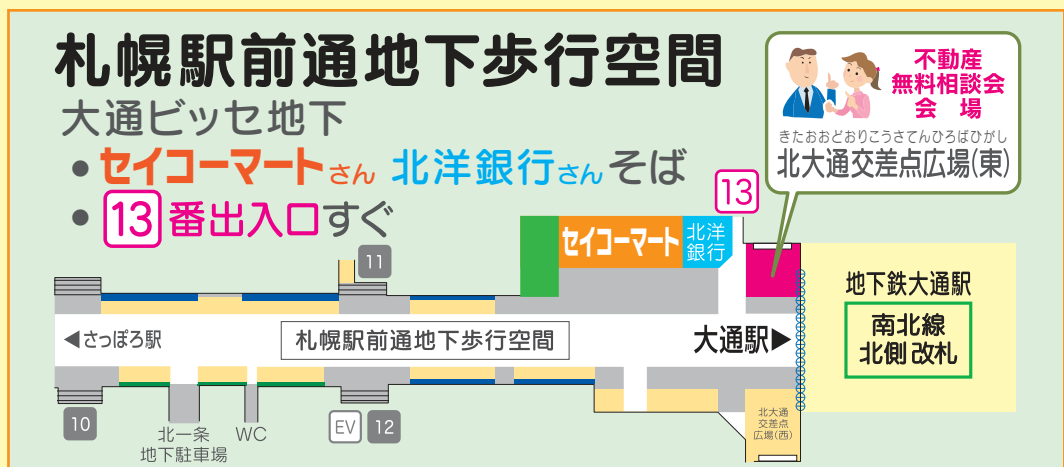 札幌駅前通地下歩行空間
大通ビッセ地下
• セイコーマートさん 北洋銀行さん そば
• 13番出入口すぐ
不動産
無料相談会
会場
きたおおどおりこうさてんひろばひがし
北大通交差点広場(東)
13
セイコーマート
北洋
銀行
11
◀さっぽろ駅
札幌駅前通地下歩行空間
大通駅▶
地下鉄大通駅
南北線
北側改札
10
北一条
地下駐車場
WC
EV
12
北大通
交差点
広場(西)